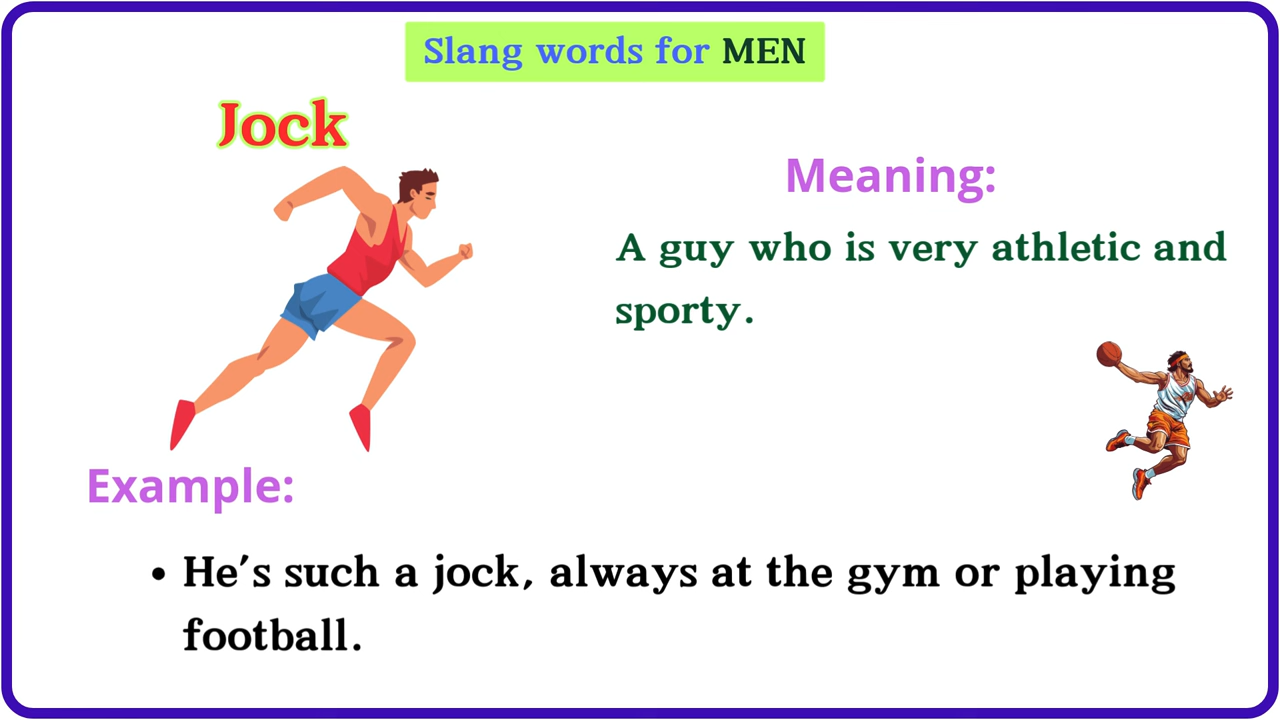 Slang words for MEN
Jock
Meaning:
A guy who is very athletic and
sporty.
Example:
• He's such a jock, always at the gym or playing
football.